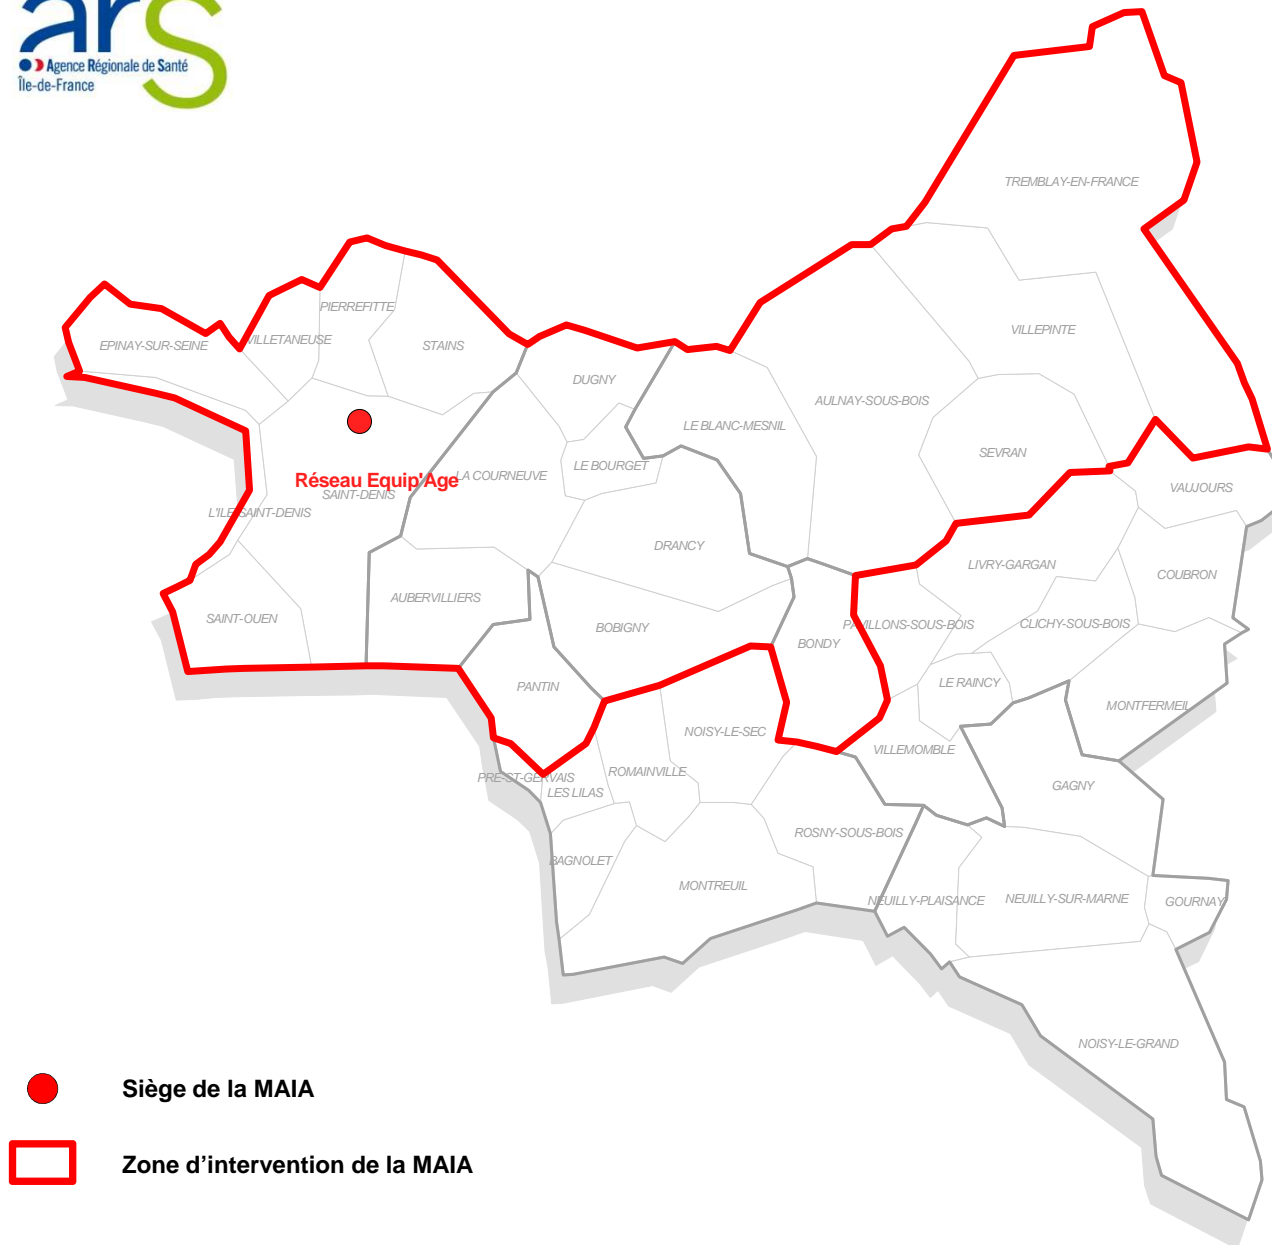 ars
Agence Régionale de Santé
Île-de-France
TREMBLAY-EN-FRANCE
PIERREFITTE
VILLETANEUSE
EPINAY-SUR-SEINE
STAINS
VILLEPINTE
DUGNY
AULNAY-SOUS-BOIS
LE BLANC-MESNIL
SEVRAN
LE BOURGET
LA COURNEUVE
Réseau Equip'Age
SAINT-DENIS
VAUJOURS
L'ILE SAINT-DENIS
DRANCY
LIVRY-GARGAN
COUBRON
AUBERVILLIERS
SAINT-OUEN
BOBIGNY
BONDY
PAVILLONS-SOUS-BOIS
CLICHY-SOUS-BOIS
PANTIN
LE RAINCY
MONTFERMEIL
NOISY-LE-SEC
VILLEMOMBLE
PRE-ST-GERVAIS
ROMAINVILLE
LES LILAS
GAGNY
ROSNY-SOUS-BOIS
BAGNOLET
MONTREUIL
NEUILLY-PLAISANCE
NEUILLY-SUR-MARNE
GOURNAY
NOISY-LE-GRAND
Siège de la MAIA
Zone d’intervention de la MAIA